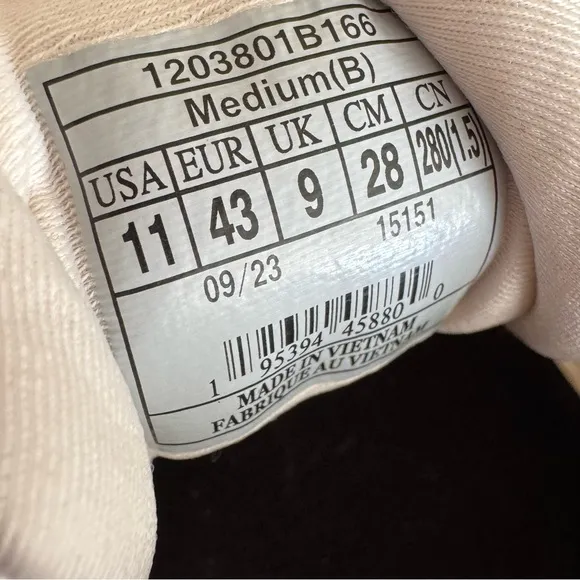 1203801B166
Medium(B)
USA EUR UK CM CN
11 43 9 28 280(1.5)
09/23 15151
1 95394 45880 0
MADE IN VIETNAM
FABRIQUE AU VIETNAM